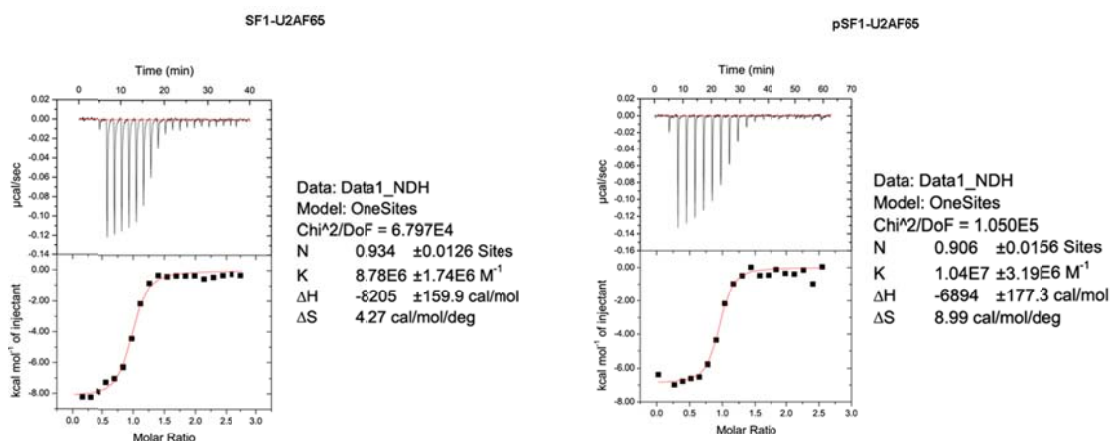 SF1-U2AF65
Time (min)
0 10 20 30 40
0.02
0.00
-0.02
-0.04
-0.06
-0.08
-0.10
-0.12
-0.14
µcal/sec
0.00
-2.00
-4.00
-6.00
-8.00
kcal mol⁻¹ of injectant
0.0 0.5 1.0 1.5 2.0 2.5 3.0
Molar Ratio
Data: Data1_NDH
Model: OneSites
Chi^2/DoF = 6.797E4
N 0.934 ±0.0126 Sites
K 8.78E6 ±1.74E6 M⁻¹
ΔH -8205 ±159.9 cal/mol
ΔS 4.27 cal/mol/deg
pSF1-U2AF65
Time (min)
0 10 20 30 40 50 60 70
0.02
0.00
-0.02
-0.04
-0.06
-0.08
-0.10
-0.12
-0.14
-0.16
µcal/sec
0.00
-2.00
-4.00
-6.00
-8.00
kcal mol⁻¹ of injectant
0.0 0.5 1.0 1.5 2.0 2.5 3.0
Molar Ratio
Data: Data1_NDH
Model: OneSites
Chi^2/DoF = 1.050E5
N 0.906 ±0.0156 Sites
K 1.04E7 ±3.19E6 M⁻¹
ΔH -6894 ±177.3 cal/mol
ΔS 8.99 cal/mol/deg